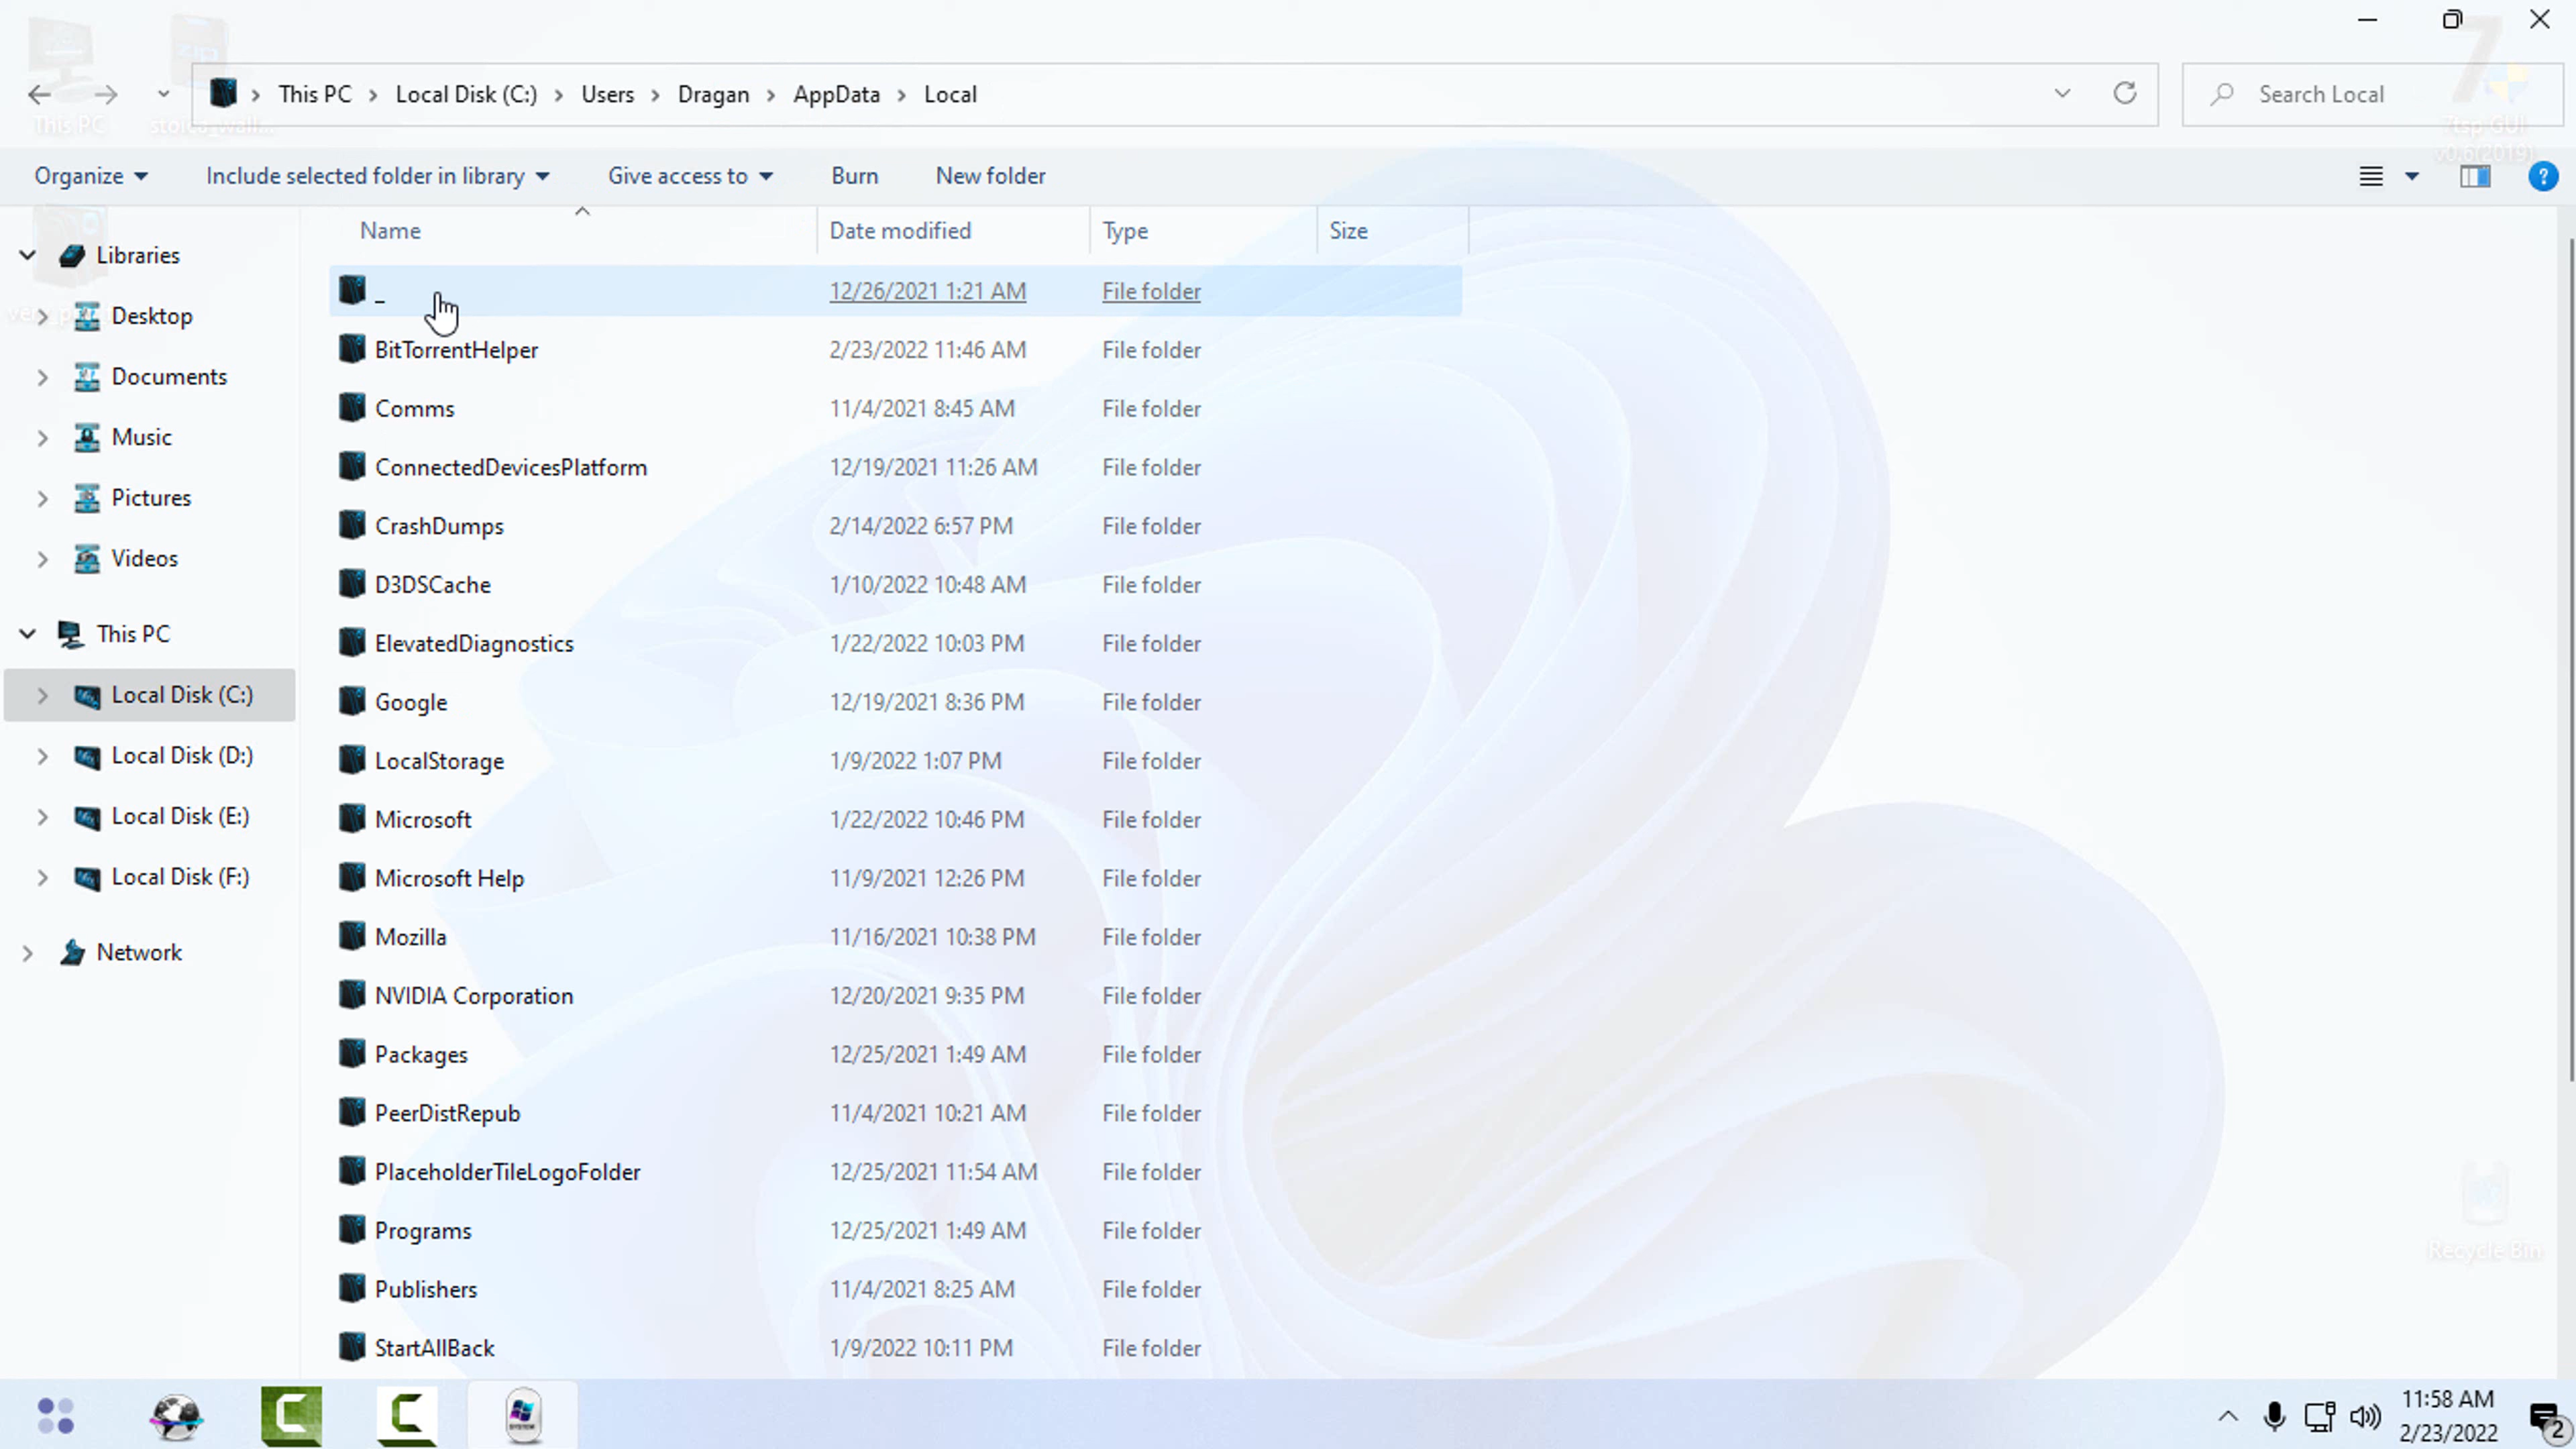 This PC > Local Disk (C:) > Users > Dragan > AppData > Local
Search Local
This PC
7tsp GUI
v0.6(2019)
Organize
Include selected folder in library
Give access to
Burn
New folder
?
Name
Date modified
Type
Size
Libraries
Desktop
Documents
Music
Pictures
Videos
This PC
Local Disk (C:)
Local Disk (D:)
Local Disk (E:)
Local Disk (F:)
Network
_ 12/26/2021 1:21 AM File folder
BitTorrentHelper 2/23/2022 11:46 AM File folder
Comms 11/4/2021 8:45 AM File folder
ConnectedDevicesPlatform 12/19/2021 11:26 AM File folder
CrashDumps 2/14/2022 6:57 PM File folder
D3DSCache 1/10/2022 10:48 AM File folder
ElevatedDiagnostics 1/22/2022 10:03 PM File folder
Google 12/19/2021 8:36 PM File folder
LocalStorage 1/9/2022 1:07 PM File folder
Microsoft 1/22/2022 10:46 PM File folder
Microsoft Help 11/9/2021 12:26 PM File folder
Mozilla 11/16/2021 10:38 PM File folder
NVIDIA Corporation 12/20/2021 9:35 PM File folder
Packages 12/25/2021 1:49 AM File folder
PeerDistRepub 11/4/2021 10:21 AM File folder
PlaceholderTileLogoFolder 12/25/2021 11:54 AM File folder
Programs 12/25/2021 1:49 AM File folder
Publishers 11/4/2021 8:25 AM File folder
StartAllBack 1/9/2022 10:11 PM File folder
Recycle Bin
SYSTEM
11:58 AM
2/23/2022
2